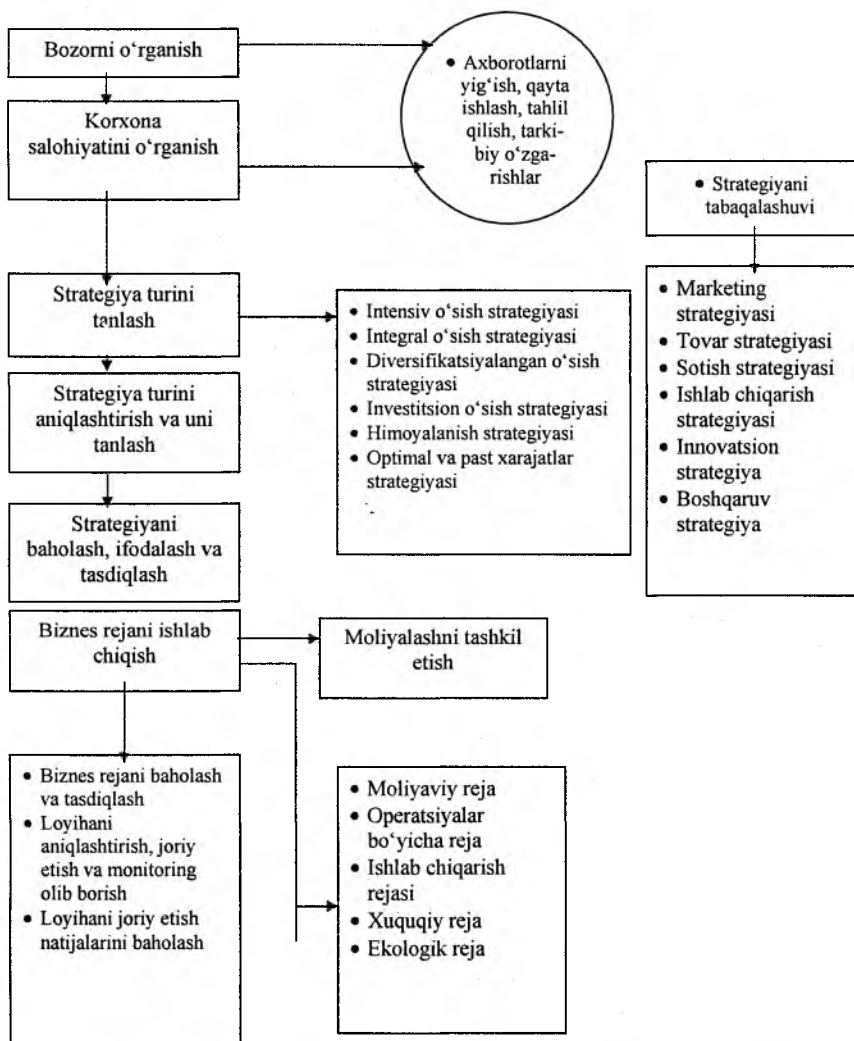 Bozorni o‘rganish
• Axborotlarni
yig‘ish, qayta
ishlash, tahlil
qilish, tarki-
biy o‘zga-
rishlar
Korxona
salohiyatini o‘rganish
• Strategiyani
tabaqalashuvi
Strategiya turini
tanlash
• Intensiv o‘sish strategiyasi
• Integral o‘sish strategiyasi
• Diversifikatsiyalangan o‘sish
strategiyasi
• Investitsion o‘sish strategiyasi
• Himoyalanish strategiyasi
• Optimal va past xarajatlar
strategiyasi
• Marketing
strategiyasi
• Tovar strategiyasi
• Sotish strategiyasi
• Ishlab chiqarish
strategiyasi
• Innovatsion
strategiya
• Boshqaruv
strategiya
Strategiya turini
aniqlashtirish va uni
tanlash
Strategiyani
baholash, ifodalash va
tasdiqlash
Biznes rejani ishlab
chiqish
Moliyalashni tashkil
etish
• Biznes rejani baholash
va tasdiqlash
• Loyihani
aniqlashtirish, joriy
etish va monitoring
olib borish
• Loyihani joriy etish
natijalarini baholash
• Moliyaviy reja
• Operatsiyalar
bo‘yicha reja
• Ishlab chiqarish
rejasi
• Xuquqiy reja
• Ekologik reja